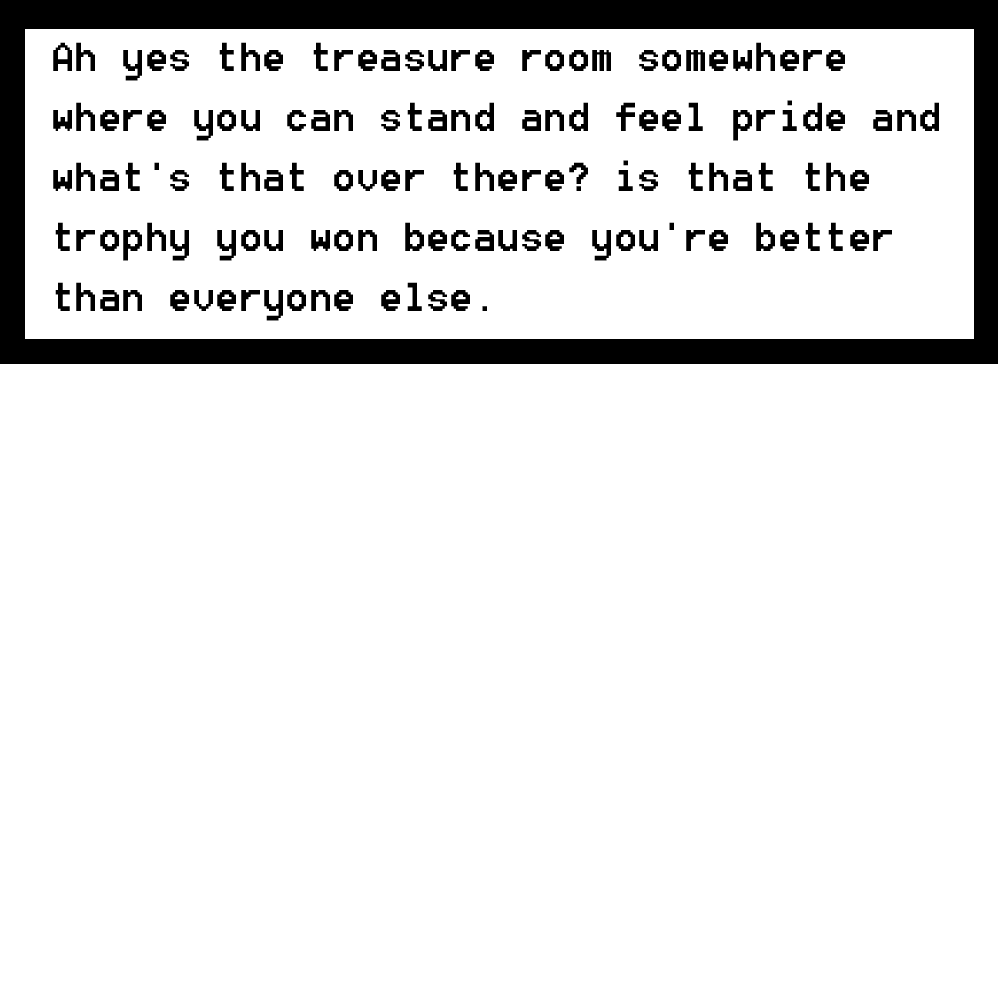 Ah yes the treasure room somewhere
where you can stand and feel pride and
what's that over there? is that the
trophy you won because you're better
than everyone else.